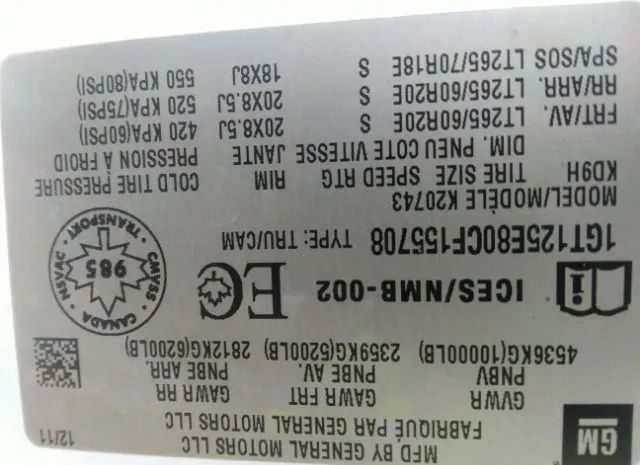 GM
MFD BY GENERAL MOTORS LLC
12/11
FABRIQUÉ PAR GENERAL MOTORS LLC
GVWR GAWR FRT GAWR RR
PNBV PNBE AV. PNBE ARR.
4536KG(10000LB) 2359KG(5200LB) 2812KG(6200LB)
i ICES/NMB-002 EC
CANADA · NSVAC · TRANSPORT · CMVSS
985
1GT125E80CF155708 TYPE: TRU/CAM
MODEL/MODÈLE K20743
KD9H TIRE SIZE SPEED RTG RIM COLD TIRE PRESSURE
DIM. PNEU COTE VITESSE JANTE PRESSION À FROID
FRT/AV. LT265/60R20E S 20X8.5J 420 KPA(60PSI)
RR/ARR. LT265/60R20E S 20X8.5J 520 KPA(75PSI)
SPA/SOS LT265/70R18E S 18X8J 550 KPA(80PSI)